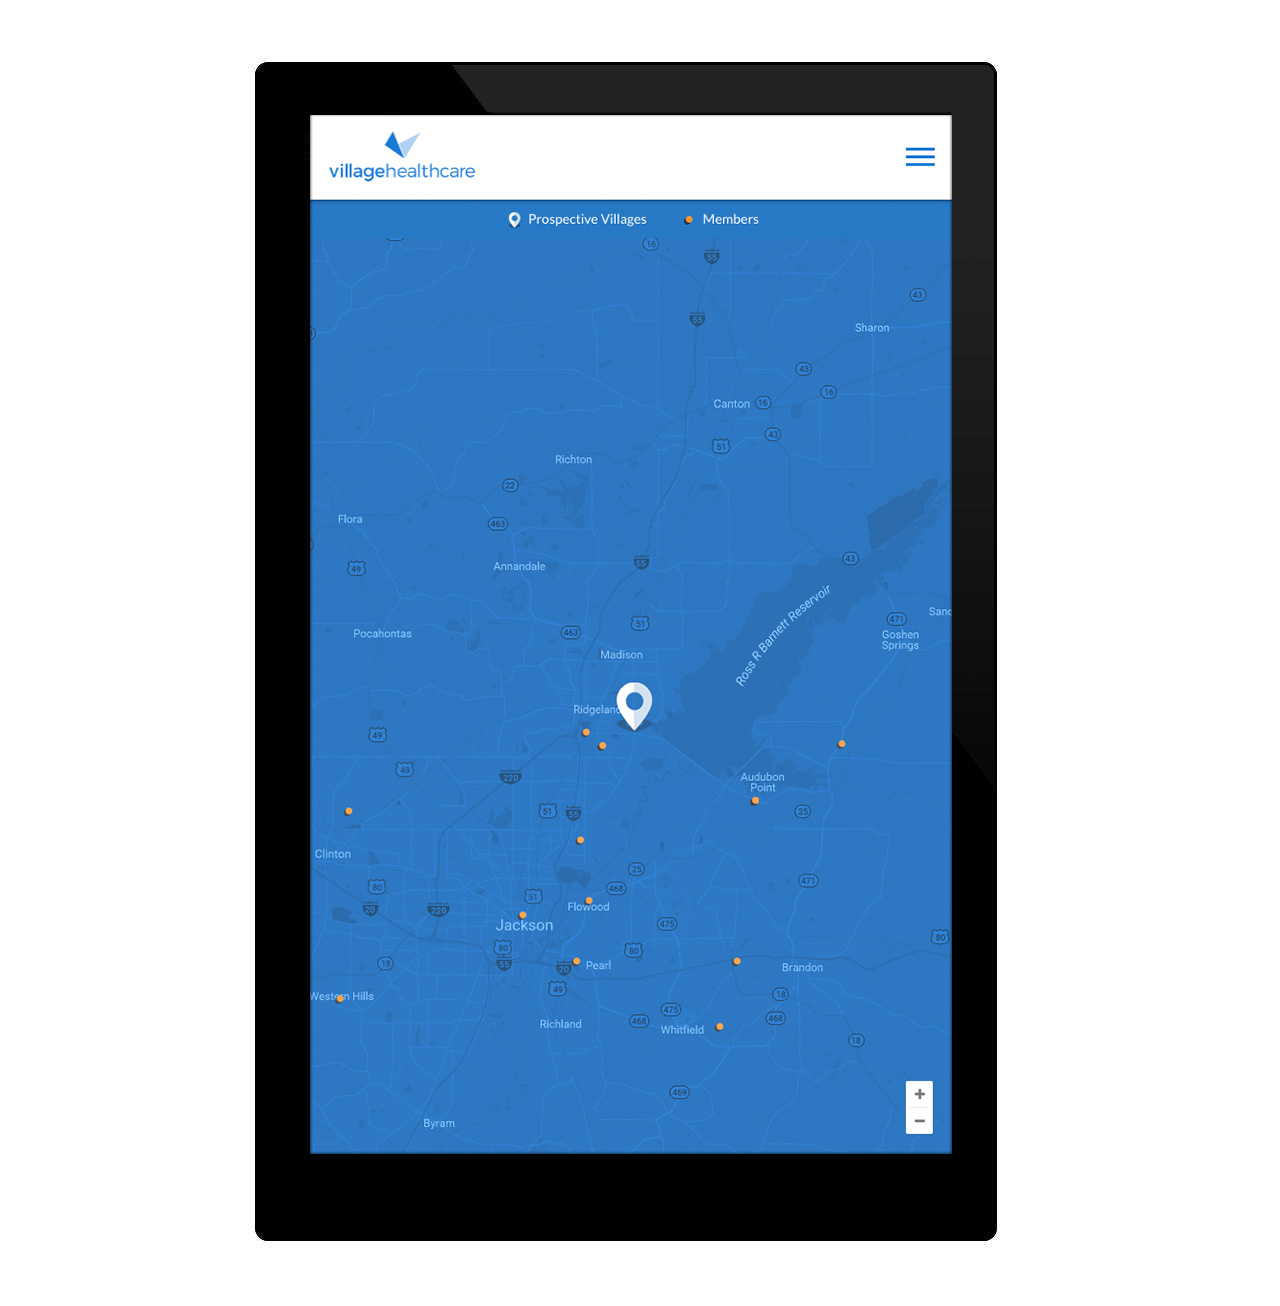 villagehealthcare
Prospective Villages Members
16
55
43
55
Sharon
43
16
Canton 16
43
51
Richton
22
Flora
463
43
55
49
Annandale
Ross R Barnett Reservoir
Sand
471
51
463
Pocahontas
Goshen
Springs
Madison
Ridgeland
49
49
220
Audubon
Point
51
55
25
Clinton
25
471
80
468
51
20
220
Flowood
Jackson
475
80
80
80
18
55
20
Pearl
Brandon
49
Western Hills
18
475
468
468
Richland
Whitfield
18
469
+
Byram
−